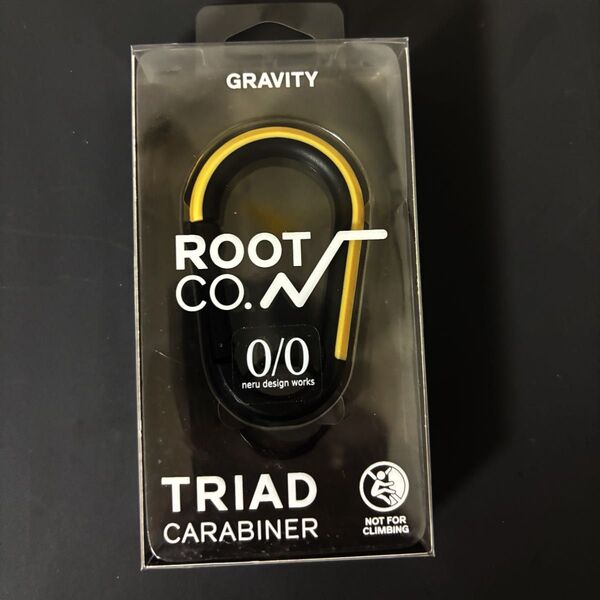 GRAVITY
ROOT
CO.
0/0
neru design works
TRIAD
CARABINER
NOT FOR
CLIMBING